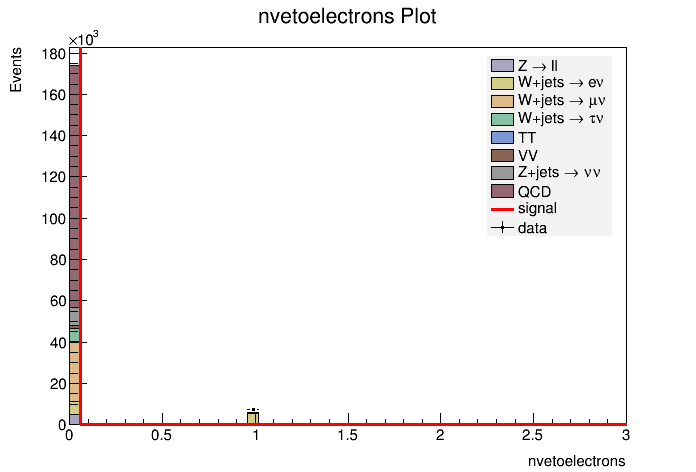 nvetoelectrons Plot
×10³
Events
180
160
140
120
100
80
60
40
20
0
Z → ll
W+jets → eν
W+jets → μν
W+jets → τν
TT
VV
Z+jets → νν
QCD
signal
data
0 0.5 1 1.5 2 2.5 3
nvetoelectrons